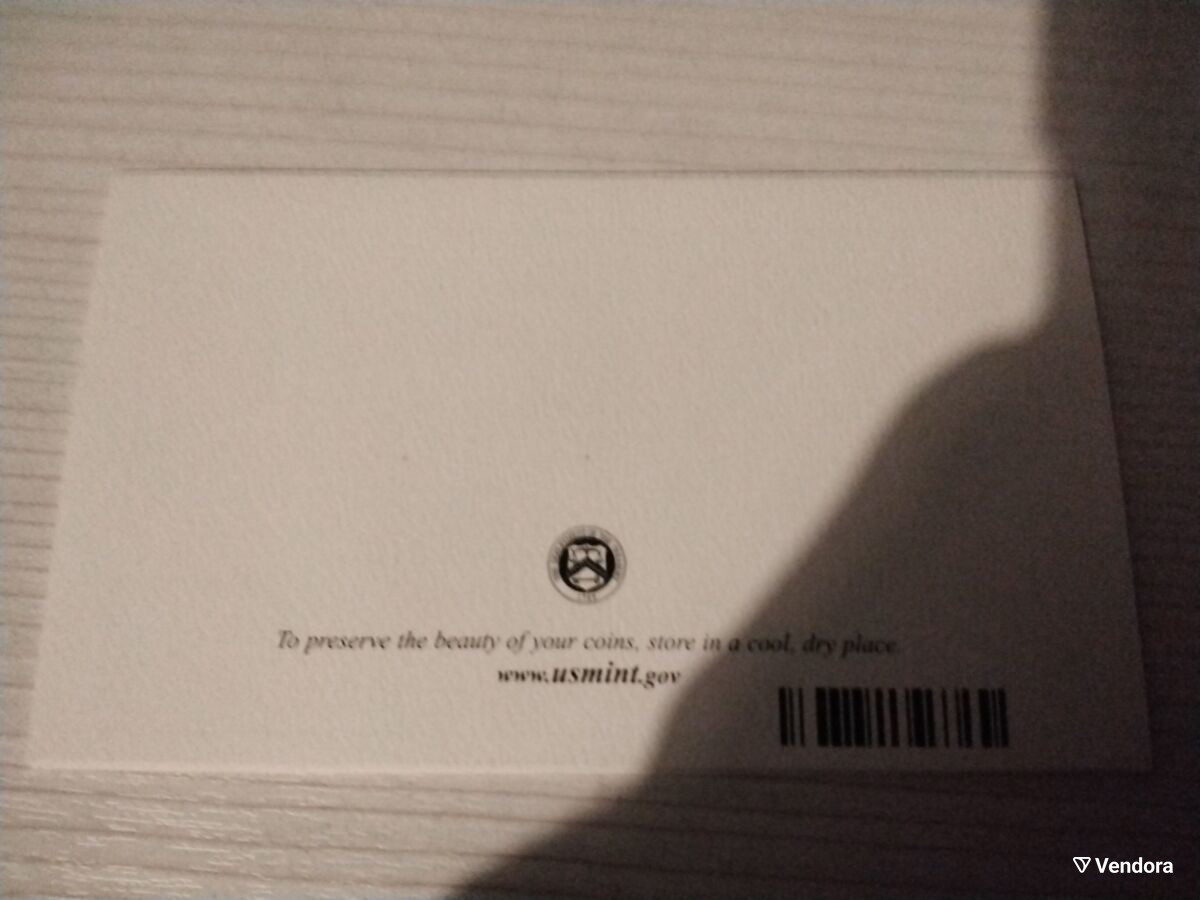 To preserve the beauty of your coins, store in a cool, dry place.
www.usmint.gov
Vendora